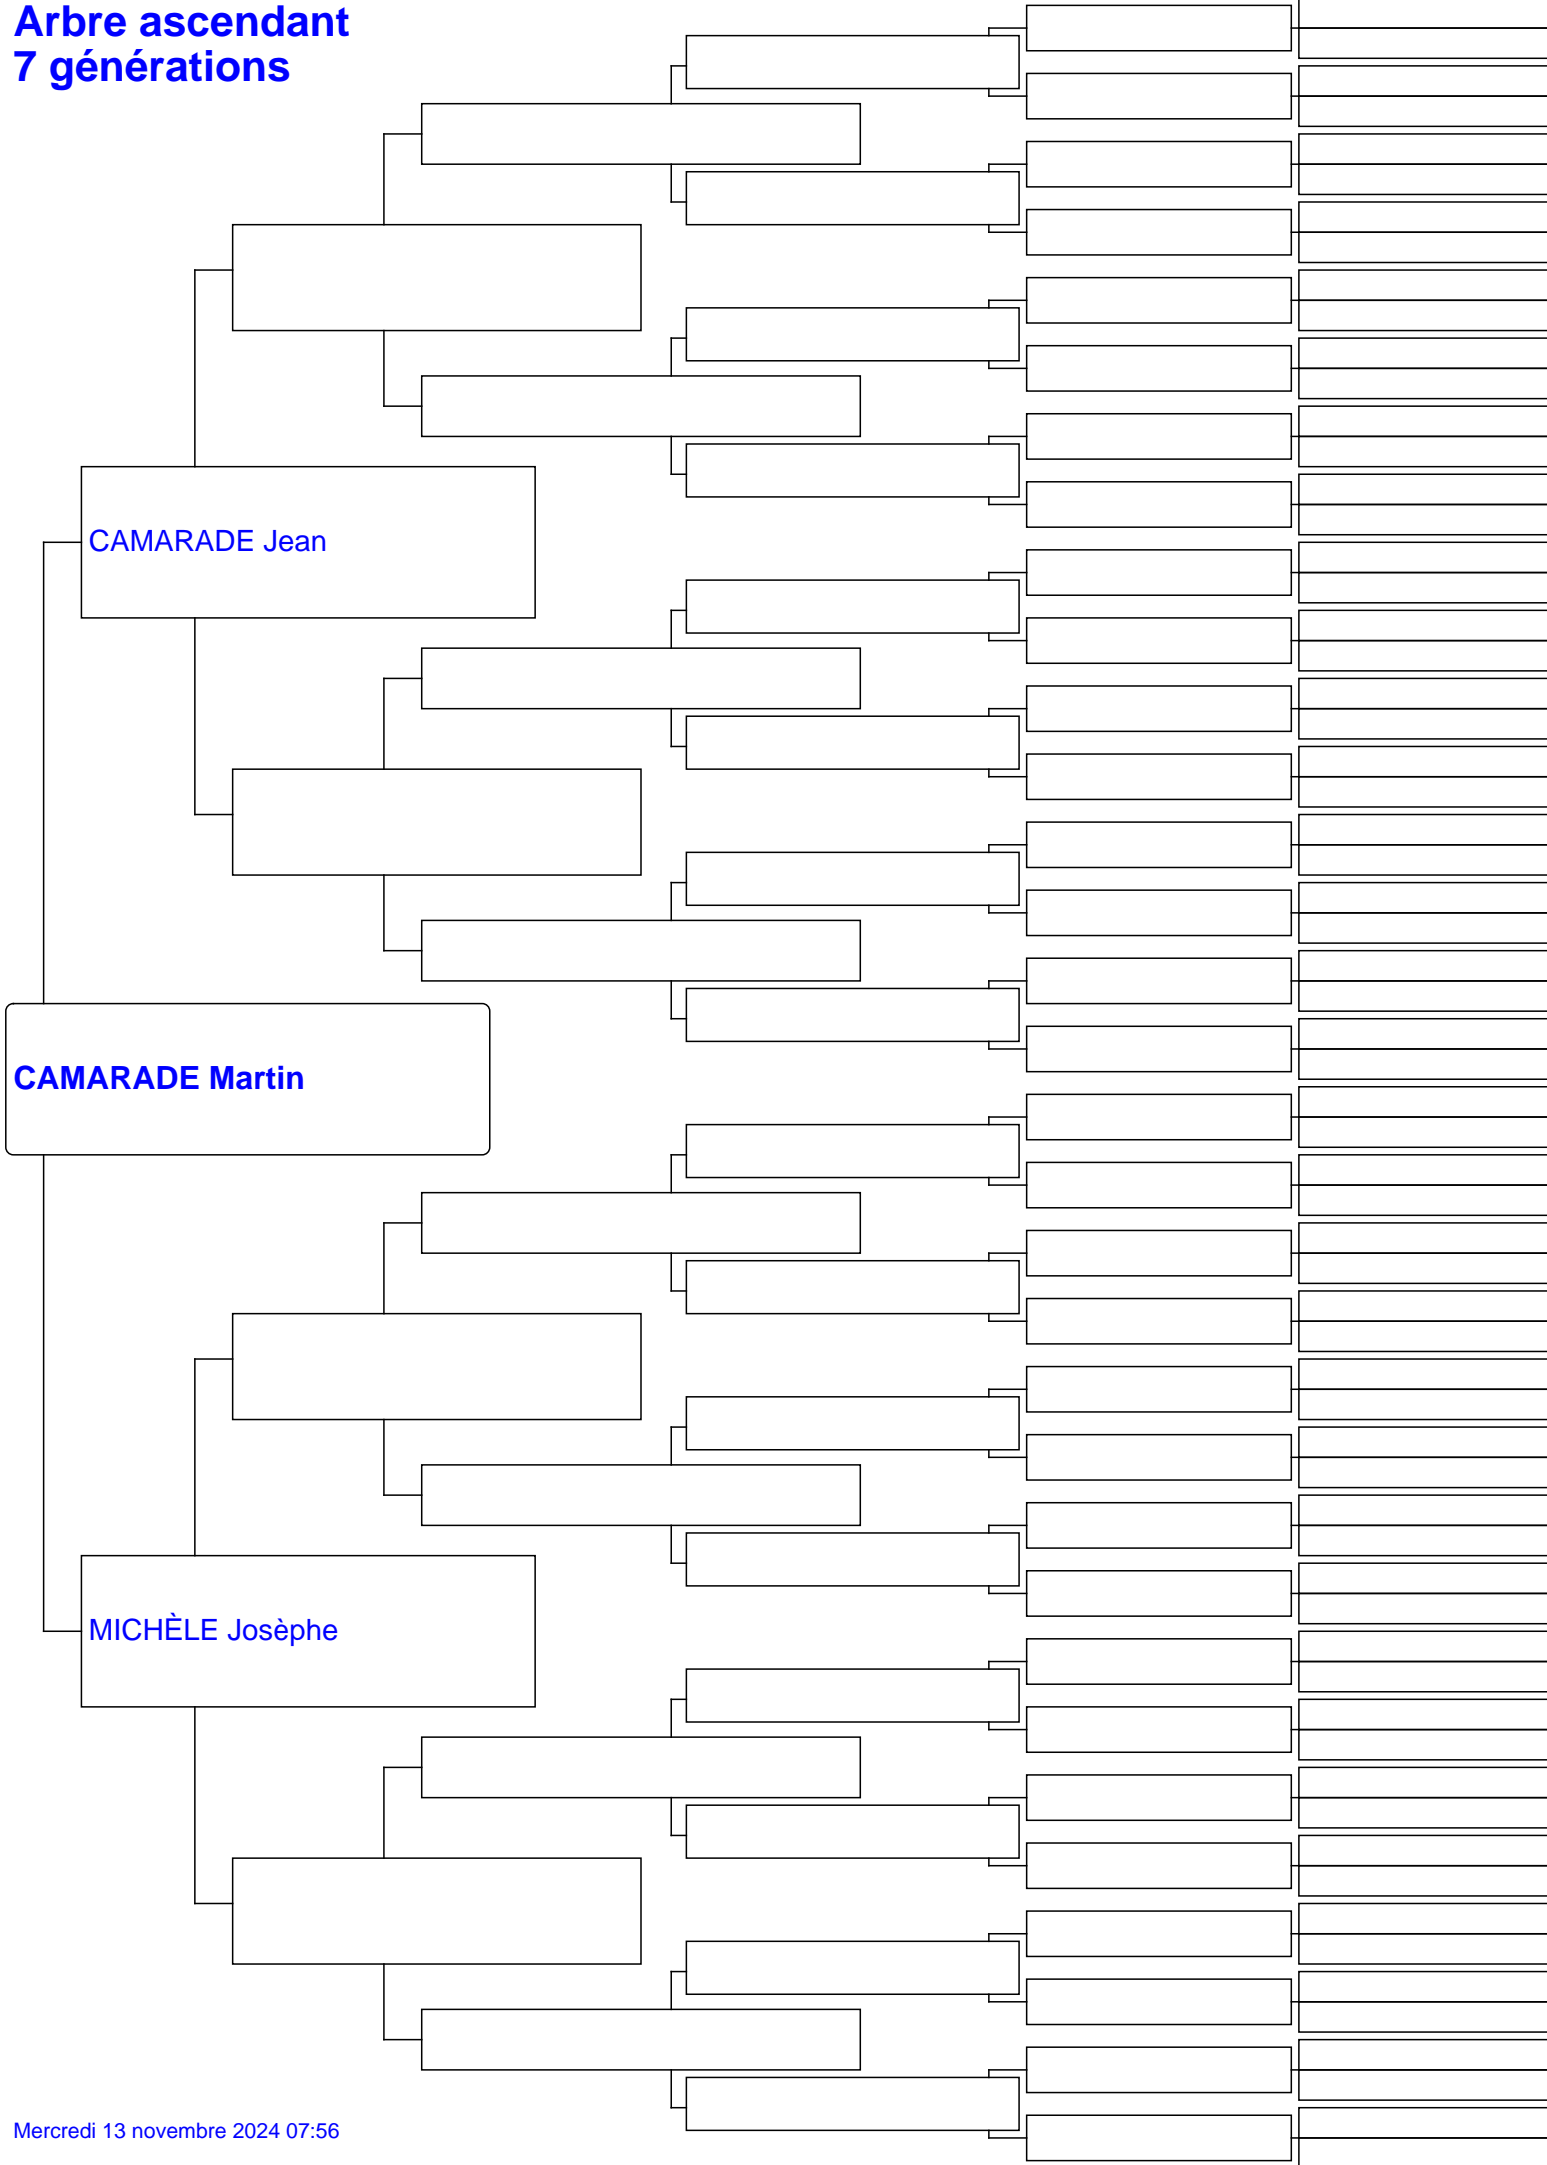 Arbre ascendant
7 générations
CAMARADE Jean
CAMARADE Martin
MICHÈLE Josèphe
Mercredi 13 novembre 2024 07:56